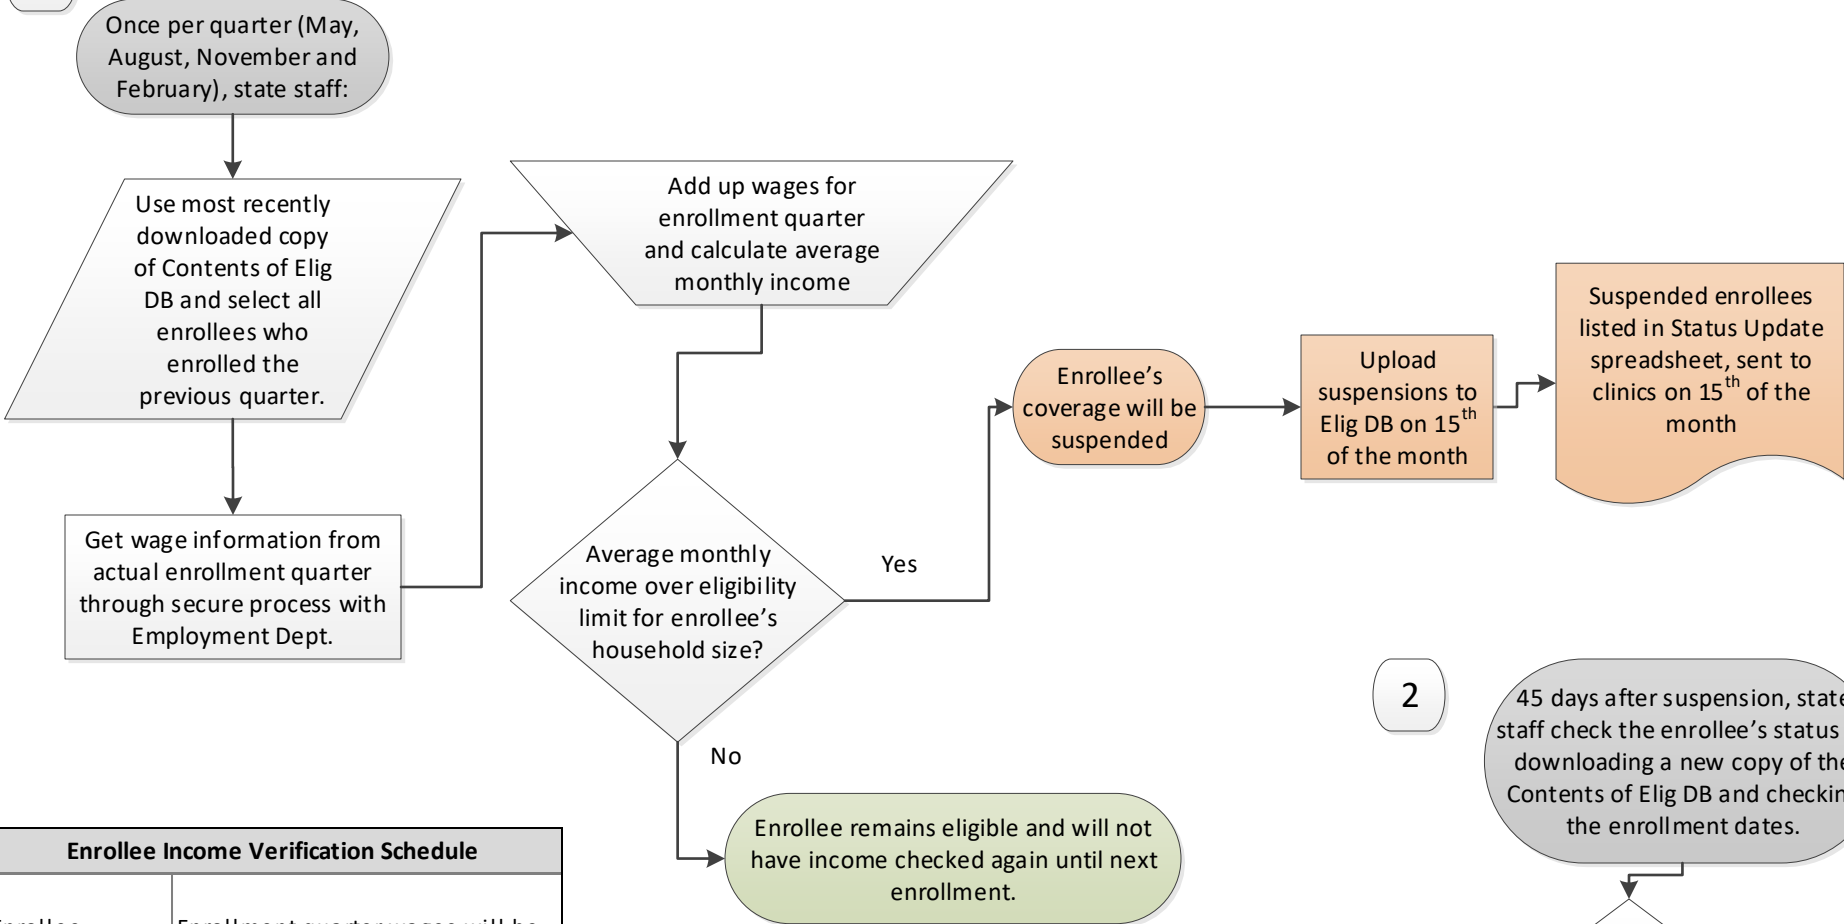 Once per quarter (May,
August, November and
February), state staff:
Use most recently
downloaded copy
of Contents of Elig
DB and select all
enrollees who
enrolled the
previous quarter.
Get wage information from
actual enrollment quarter
through secure process with
Employment Dept.
Add up wages for
enrollment quarter
and calculate average
monthly income
Average monthly
income over eligibility
limit for enrollee's
household size?
Yes
No
Enrollee's
coverage will be
suspended
Upload
suspensions to
Elig DB on 15th
of the month
Suspended enrollees
listed in Status Update
spreadsheet, sent to
clinics on 15th of the
month
Enrollee remains eligible and will not
have income checked again until next
enrollment.
2
45 days after suspension, state
staff check the enrollee's status
downloading a new copy of the
Contents of Elig DB and checkin
the enrollment dates.
Enrollee Income Verification Schedule
Enrollment quarter wages will be